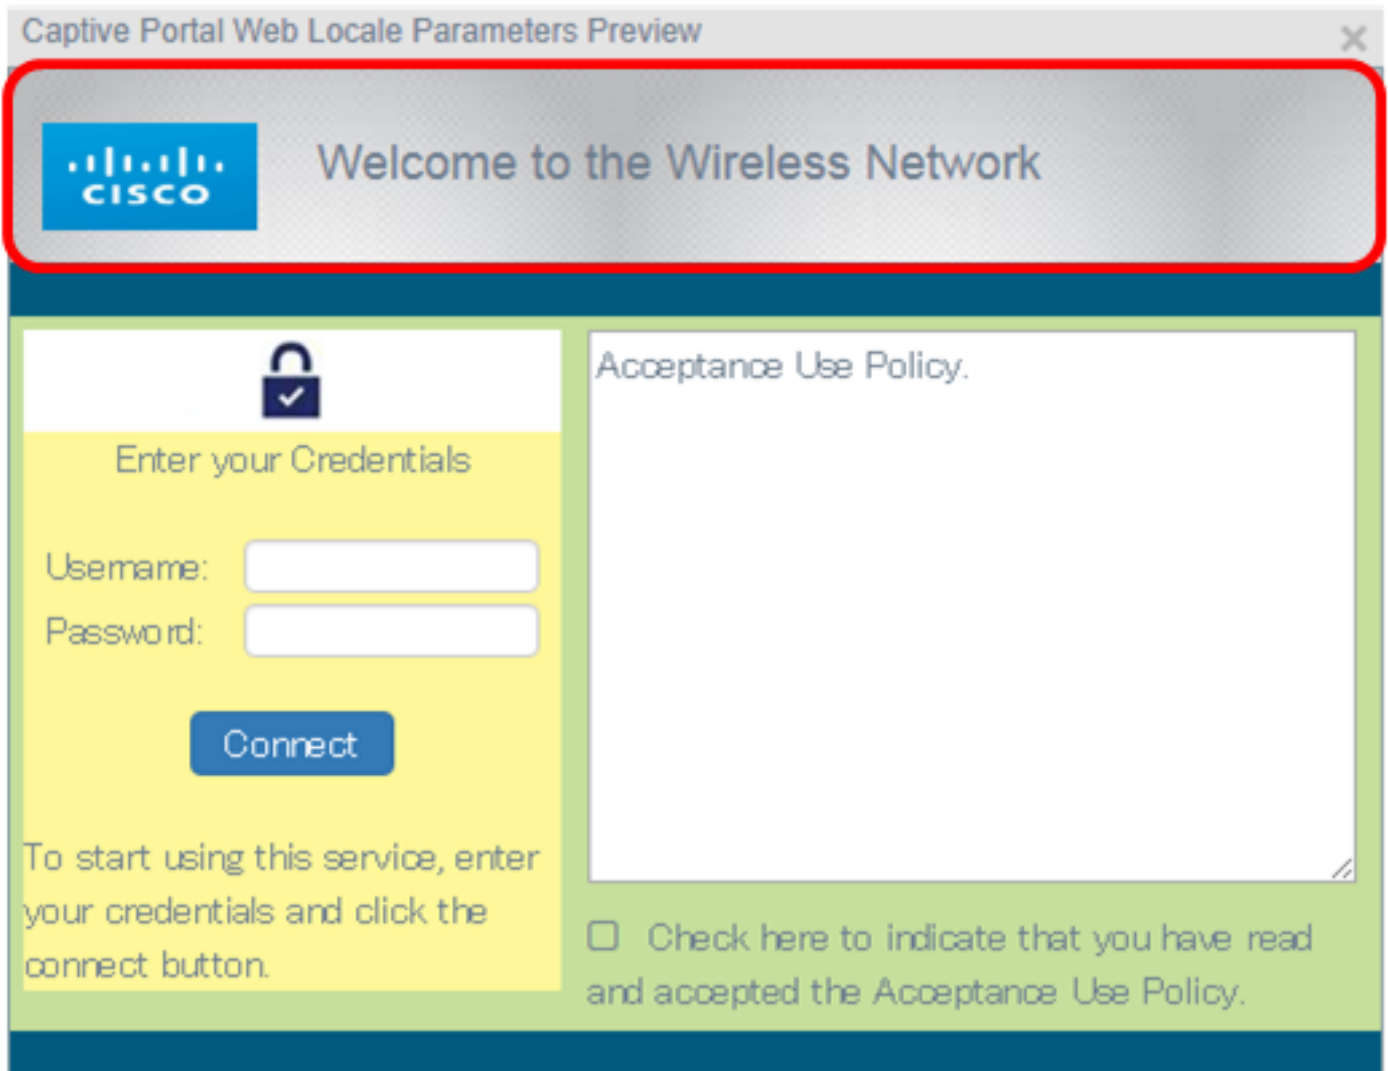 Captive Portal Web Locale Parameters Preview
CISCO
Welcome to the Wireless Network
Enter your Credentials
Username:
Password:
Connect
To start using this service, enter
your credentials and click the
connect button.
Acceptance Use Policy.
Check here to indicate that you have read
and accepted the Acceptance Use Policy.